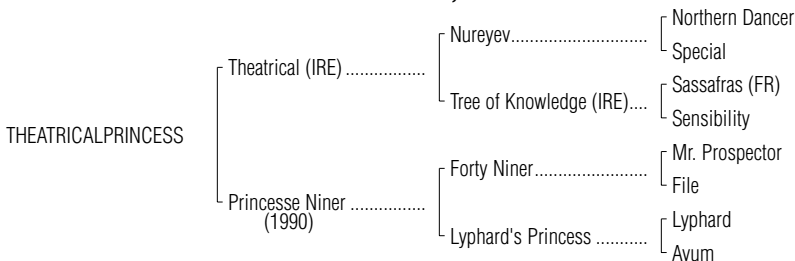 Northern Dancer
Nureyev
Special
Theatrical (IRE)
Sassafras (FR)
Tree of Knowledge (IRE)
Sensibility
THEATRICALPRINCESS
Mr. Prospector
Forty Niner
File
Princesse Niner
(1990)
Lyphard
Lyphard's Princess
Avum